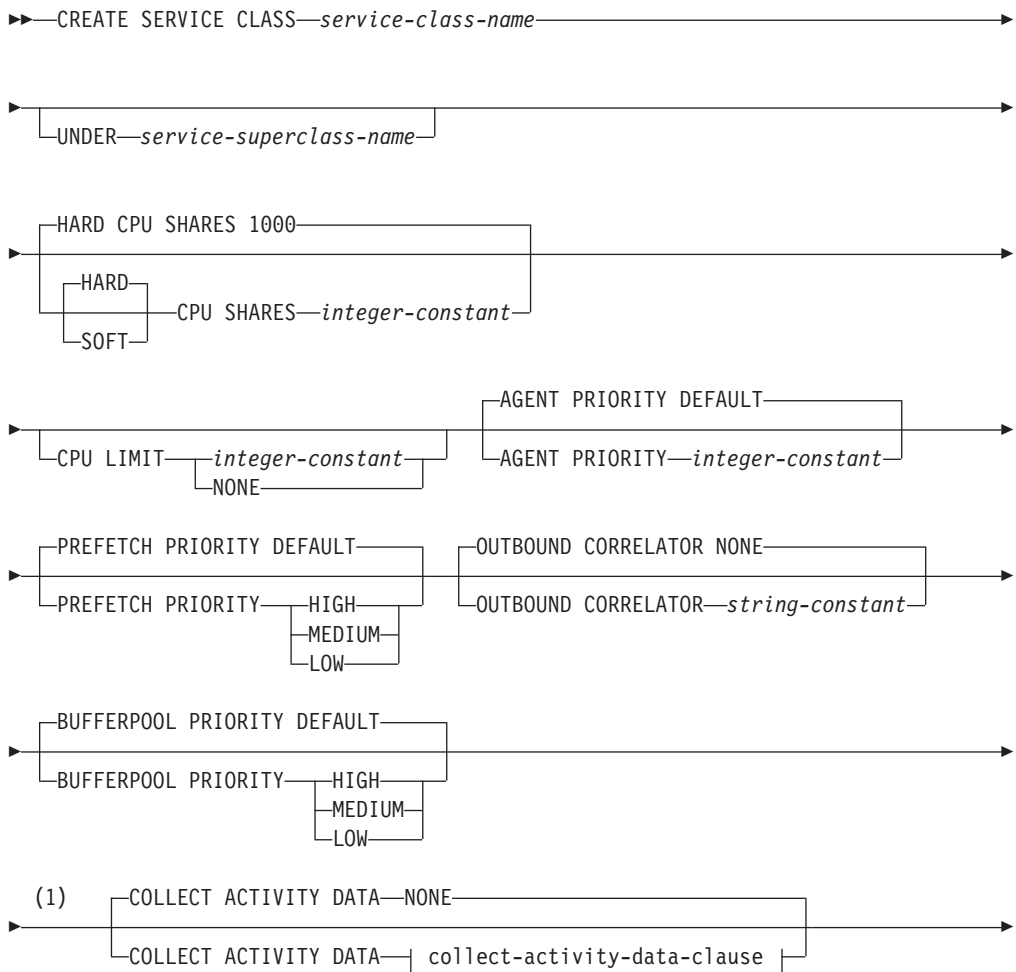 CREATE SERVICE CLASS service-class-name
UNDER service-superclass-name
HARD CPU SHARES 1000
HARD
CPU SHARES integer-constant
SOFT
AGENT PRIORITY DEFAULT
CPU LIMIT integer-constant AGENT PRIORITY integer-constant
NONE
PREFETCH PRIORITY DEFAULT OUTBOUND CORRELATOR NONE
PREFETCH PRIORITY HIGH OUTBOUND CORRELATOR string-constant
MEDIUM
LOW
BUFFERPOOL PRIORITY DEFAULT
BUFFERPOOL PRIORITY HIGH
MEDIUM
LOW
(1) COLLECT ACTIVITY DATA NONE
COLLECT ACTIVITY DATA collect-activity-data-clause